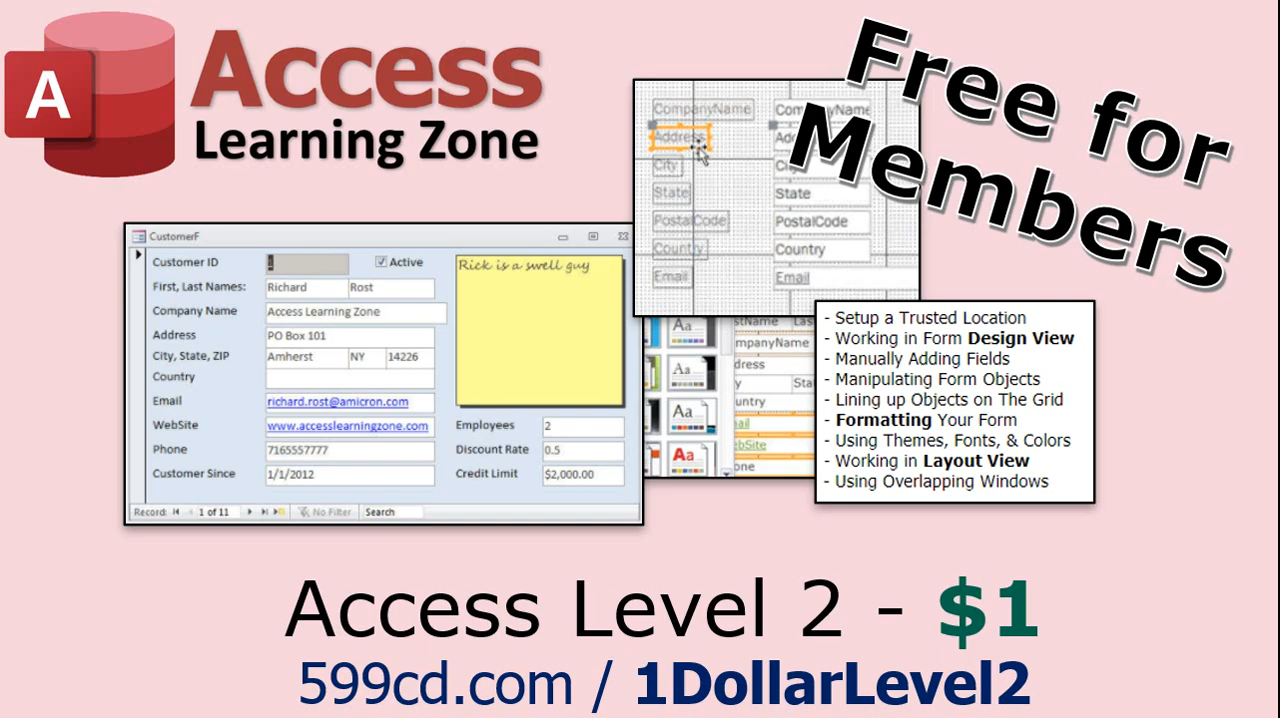 A
Access
Learning Zone
Free for
Members
CompanyName CompanyName
Address
City
State State
PostalCode PostalCode
Country Country
Email Email
CustomerF
Customer ID Active
First, Last Names: Richard Rost
Company Name Access Learning Zone
Address PO Box 101
City, State, ZIP Amherst NY 14226
Country
Email richard.rost@amicron.com
WebSite www.accesslearningzone.com
Phone 7165557777
Customer Since 1/1/2012
Rick is a swell guy
Employees 2
Discount Rate 0.5
Credit Limit $2,000.00
Record: 1 of 11 No Filter Search
Aa
Aa
Aa
Aa
- Setup a Trusted Location
- Working in Form Design View
- Manually Adding Fields
- Manipulating Form Objects
- Lining up Objects on The Grid
- Formatting Your Form
- Using Themes, Fonts, & Colors
- Working in Layout View
- Using Overlapping Windows
Access Level 2 - $1
599cd.com / 1DollarLevel2